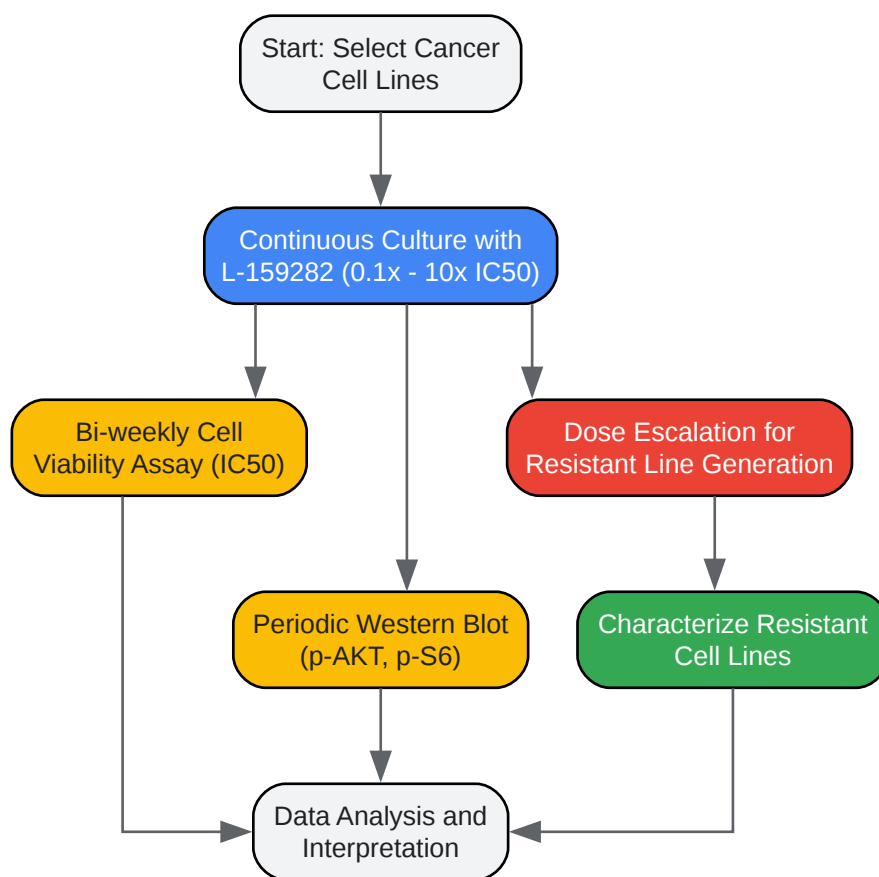 Start: Select Cancer
Cell Lines
Continuous Culture with
L-159282 (0.1x - 10x IC50)
Bi-weekly Cell
Viability Assay (IC50)
Dose Escalation for
Resistant Line Generation
Periodic Western Blot
(p-AKT, p-S6)
Characterize Resistant
Cell Lines
Data Analysis and
Interpretation